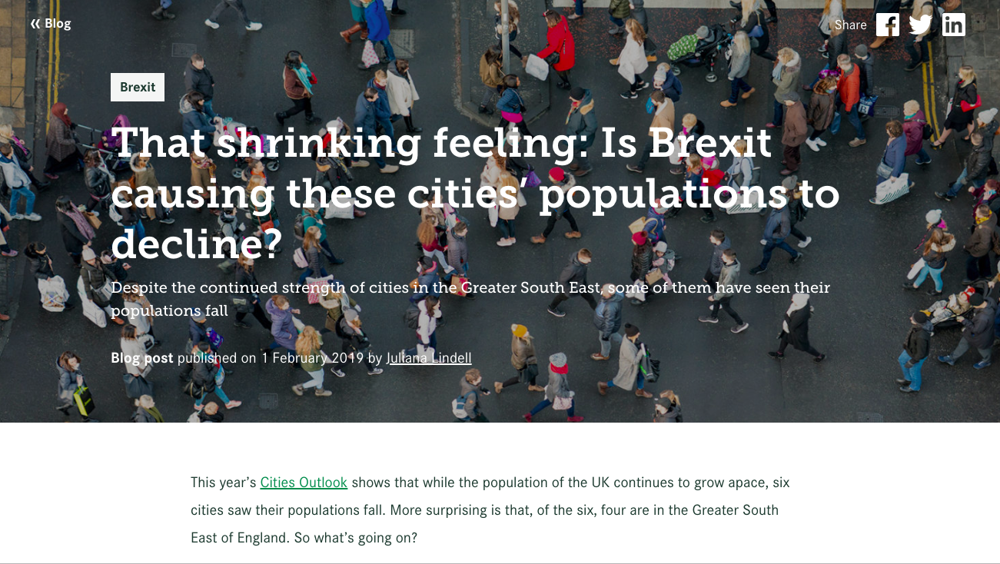 « Blog
Share
Brexit
That shrinking feeling: Is Brexit
causing these cities’ populations to
decline?
Despite the continued strength of cities in the Greater South East, some of them have seen their
populations fall
Blog post published on 1 February 2019 by Juliana Lindell
This year’s Cities Outlook shows that while the population of the UK continues to grow apace, six
cities saw their populations fall. More surprising is that, of the six, four are in the Greater South
East of England. So what’s going on?